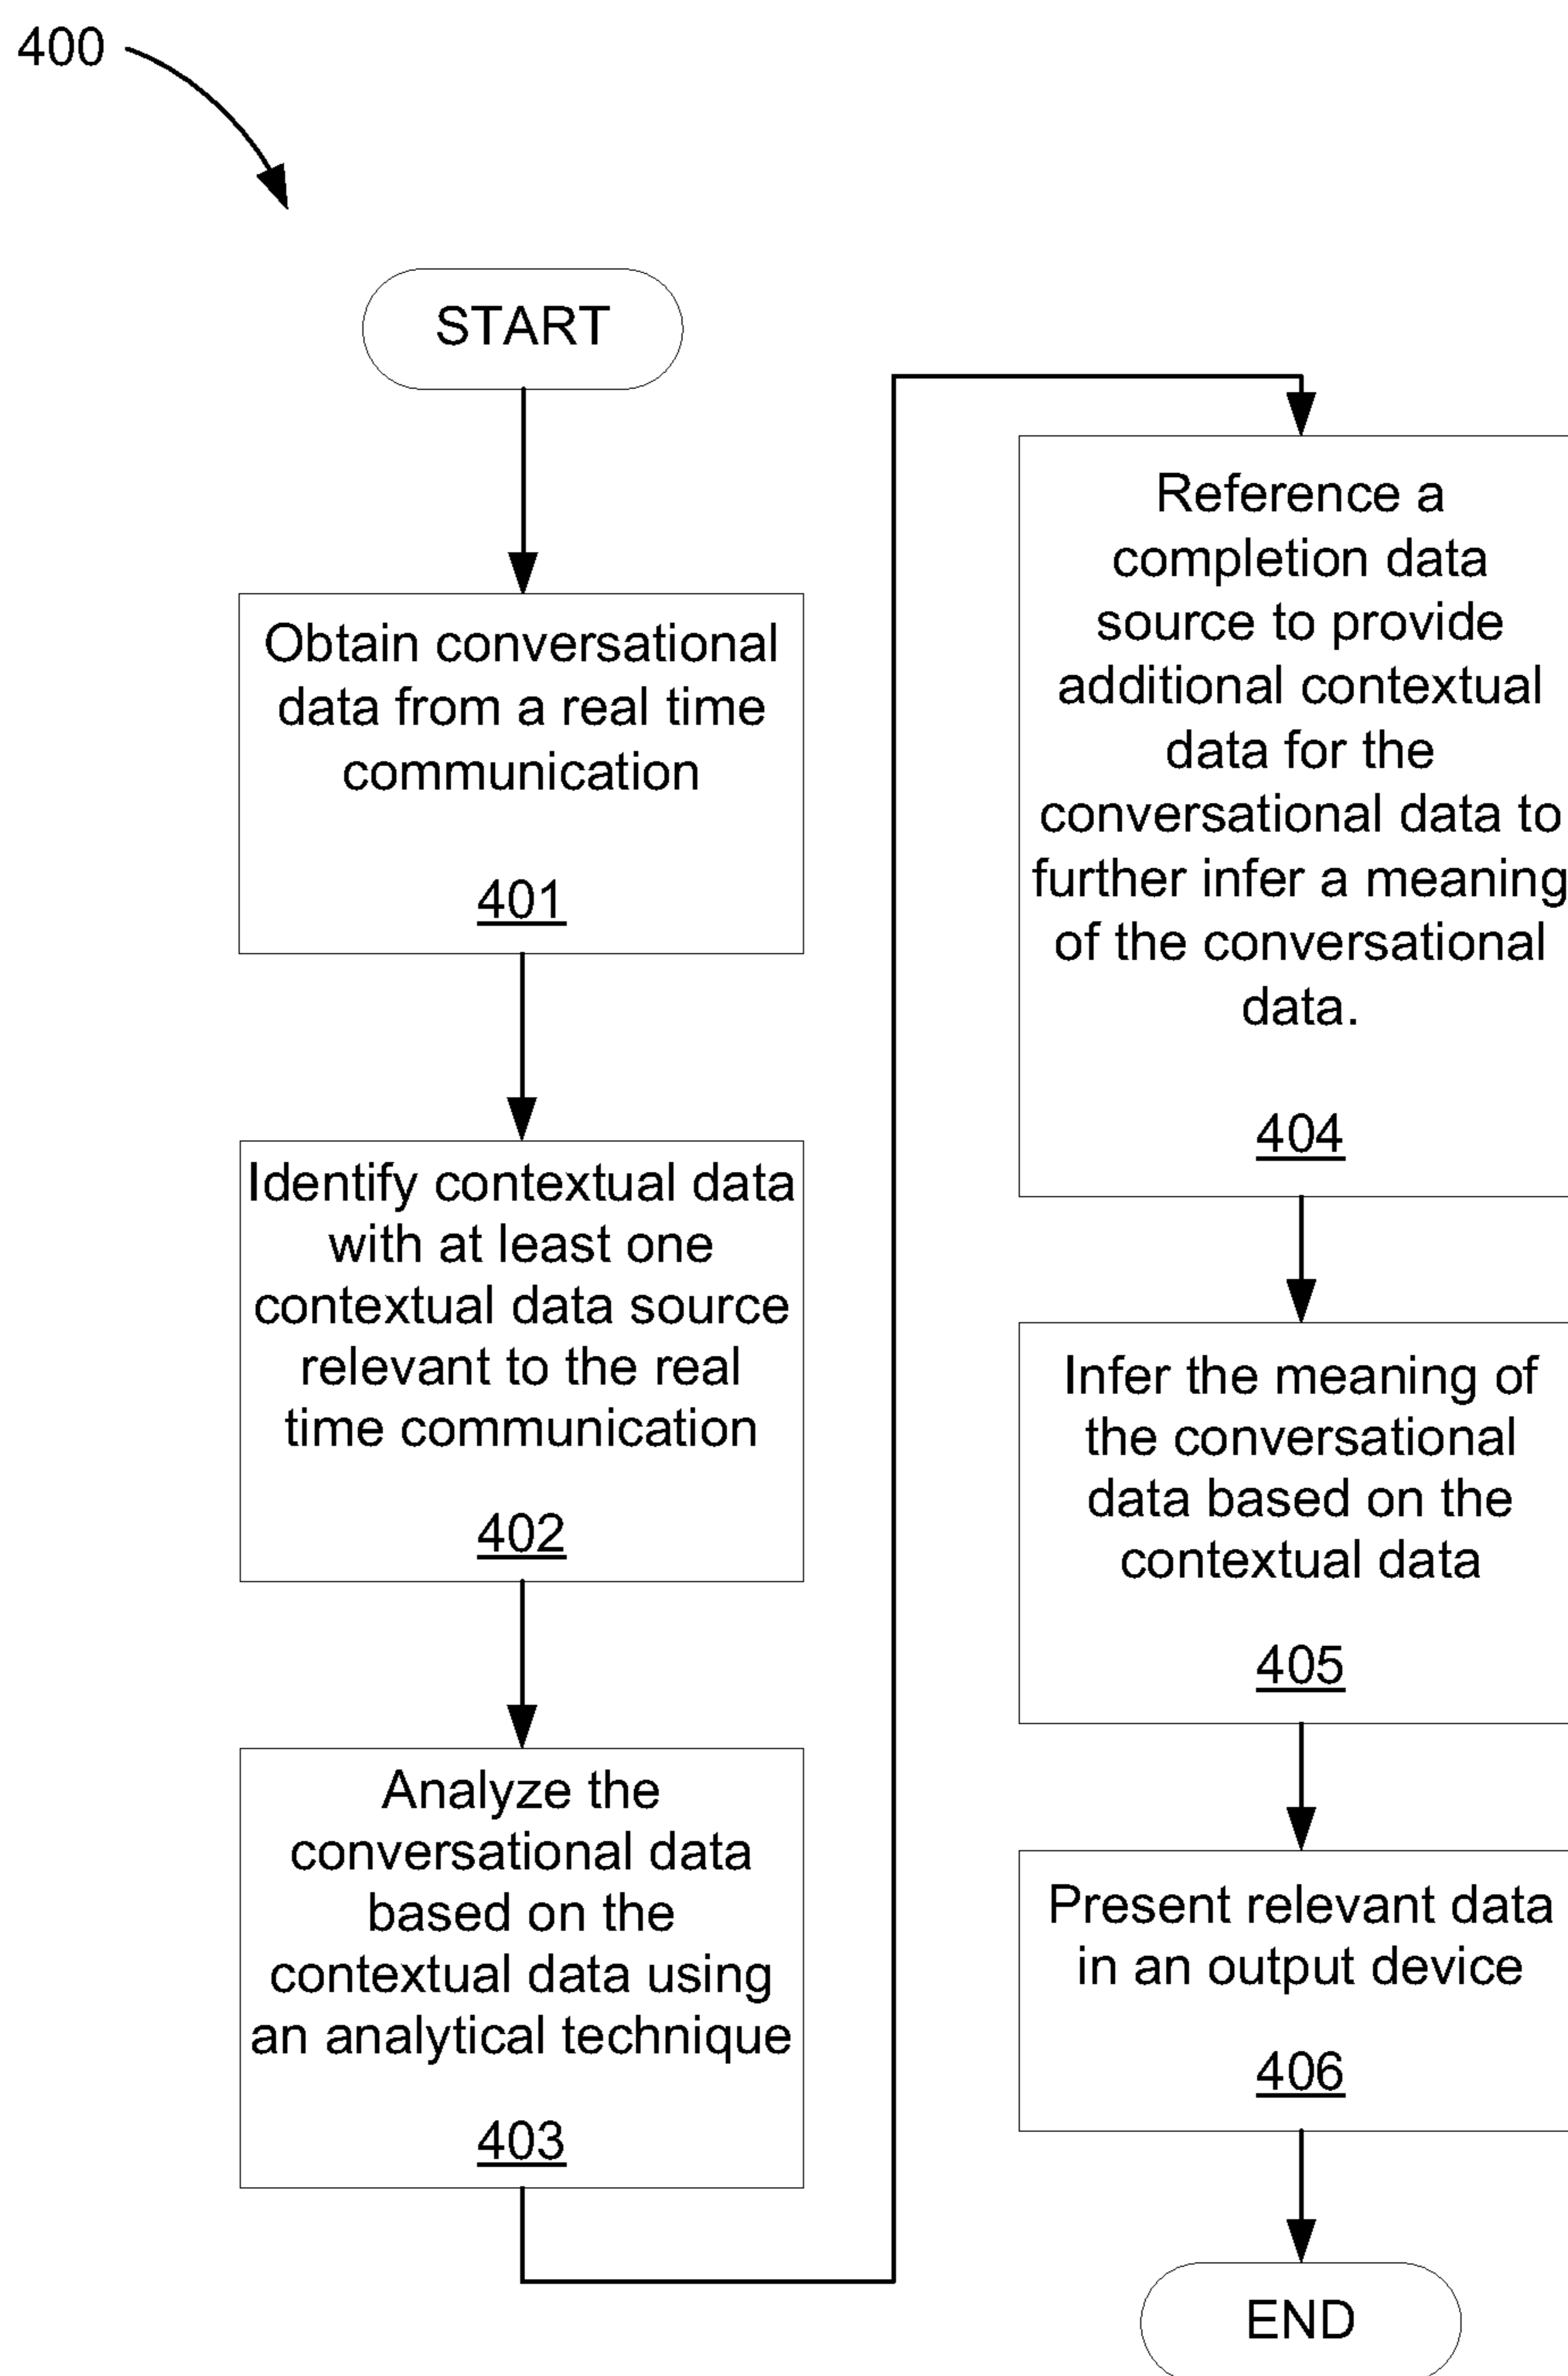 400
START
Obtain conversational
data from a real time
communication
401
Identify contextual data
with at least one
contextual data source
relevant to the real
time communication
402
Analyze the
conversational data
based on the
contextual data using
an analytical technique
403
Reference a
completion data
source to provide
additional contextual
data for the
conversational data to
further infer a meaning
of the conversational
data.
404
Infer the meaning of
the conversational
data based on the
contextual data
405
Present relevant data
in an output device
406
END